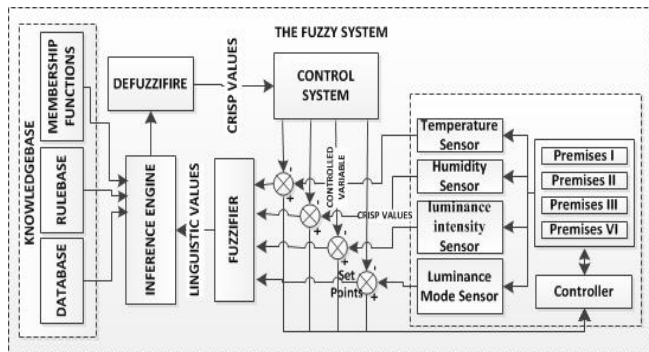 THE FUZZY SYSTEM
KNOWLEDGEBASE
MEMBERSHIP
FUNCTIONS
RULEBASE
DATABASE
DEFUZZIFIRE
INFERENCE ENGINE
CRISP VALUES
LINGUISTIC VALUES
FUZZIFIER
CONTROL
SYSTEM
CONTROLLED
VARIABLE
CRISP VALUES
Set
Points
- + - + - + - +
Temperature
Sensor
Humidity
Sensor
luminance
intensity
Sensor
Luminance
Mode Sensor
Premises I
Premises II
Premises III
Premises VI
Controller